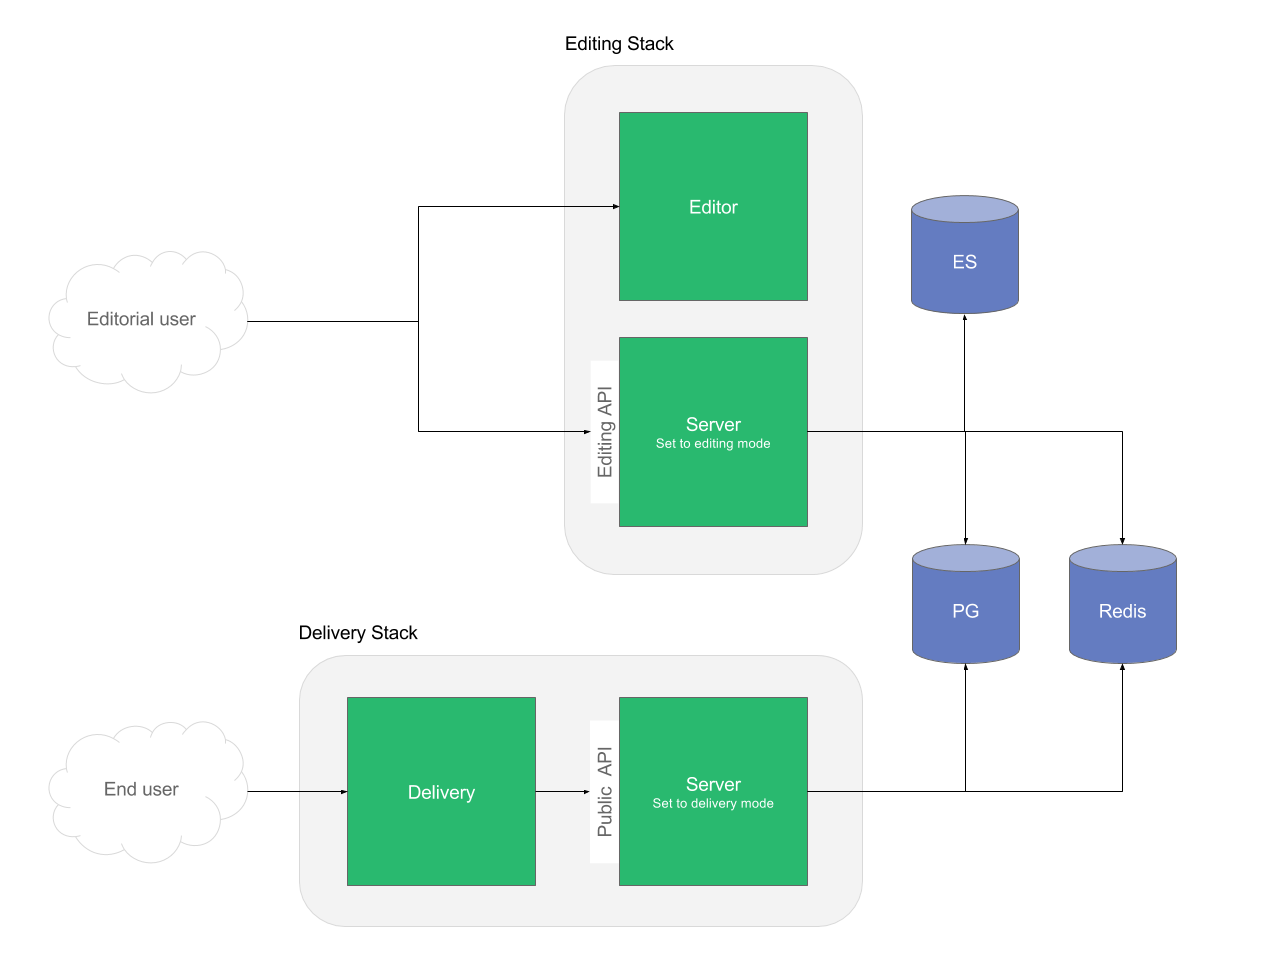 Editing Stack
Editor
ES
Editorial user
Editing API
Server
Set to editing mode
PG
Redis
Delivery Stack
End user
Delivery
Public API
Server
Set to delivery mode